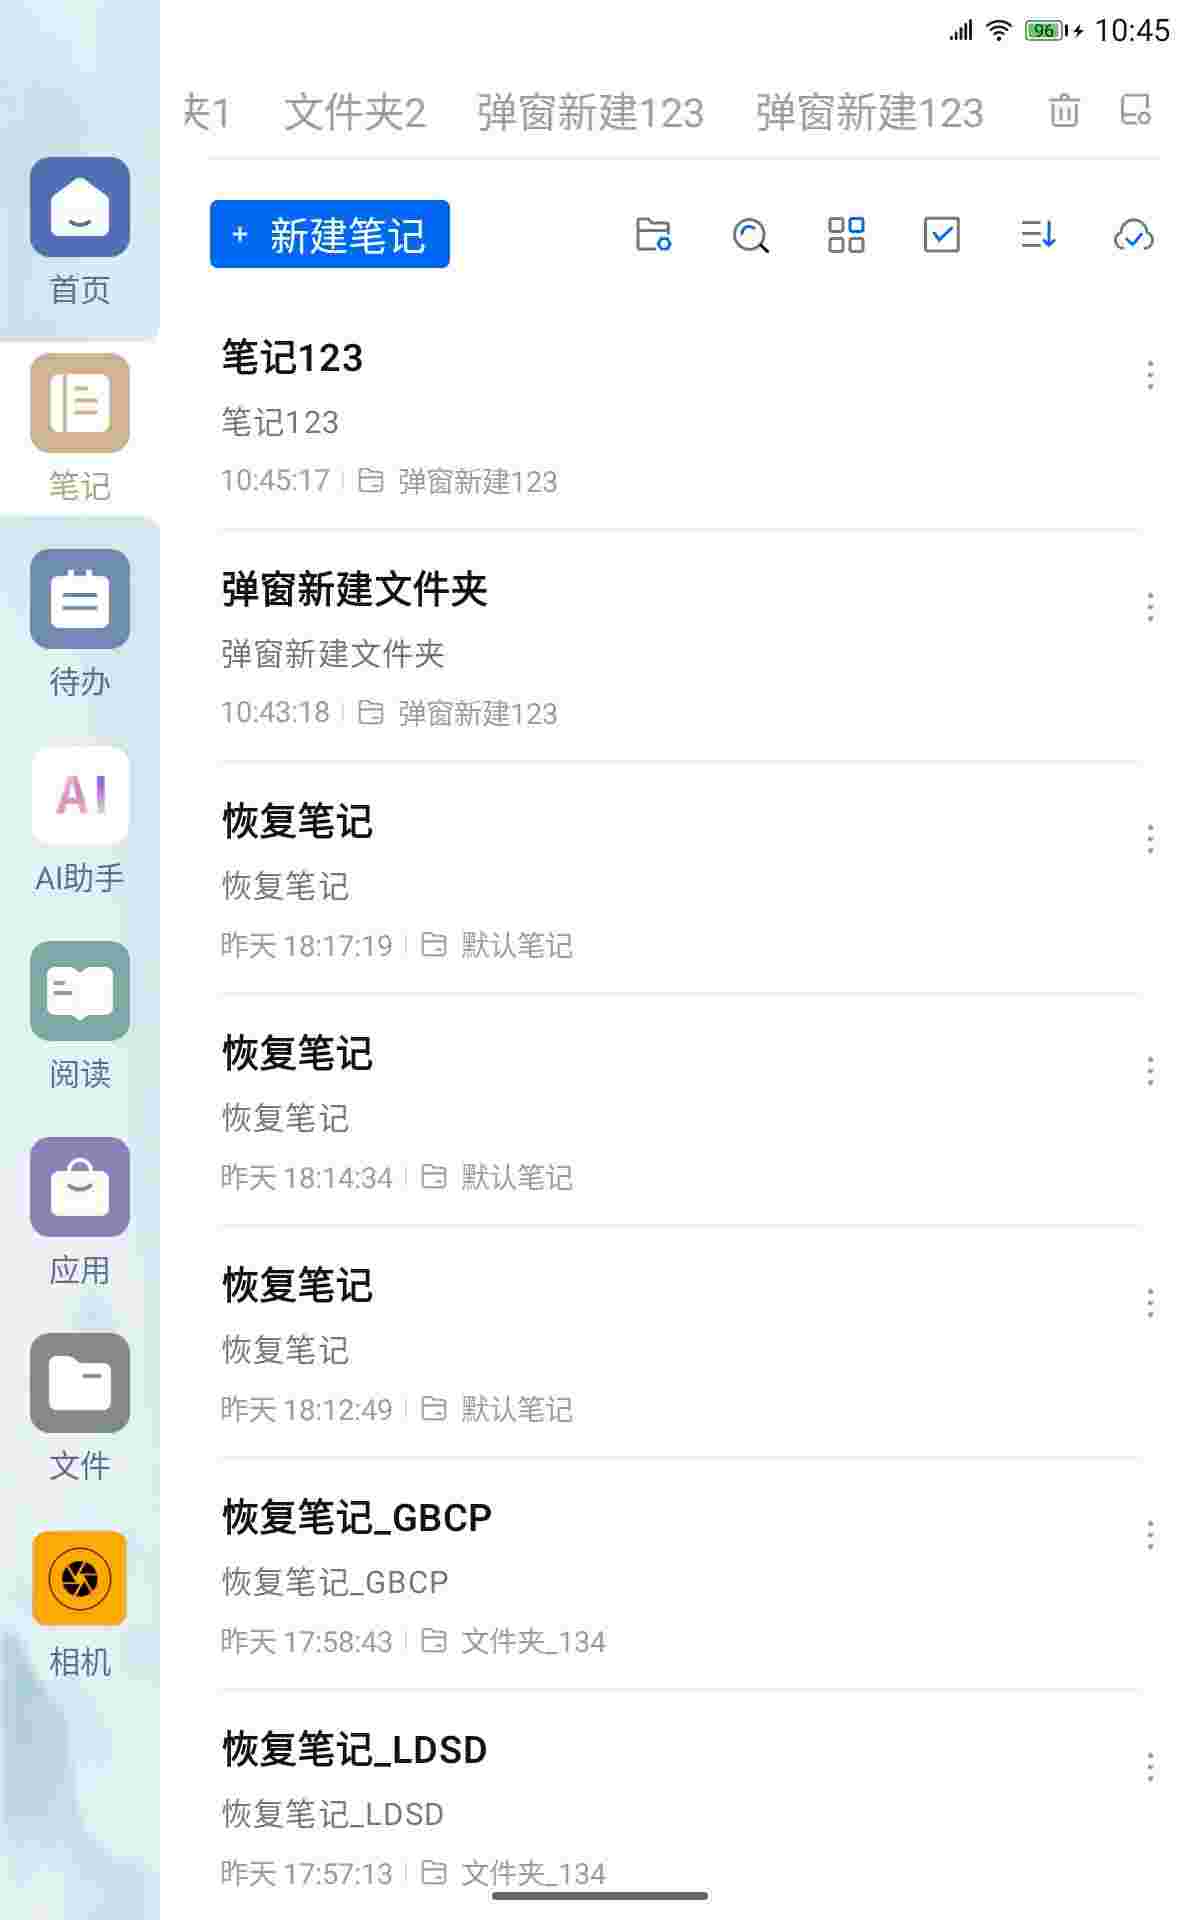 96 10:45
夹1 文件夹2 弹窗新建123 弹窗新建123
+ 新建笔记
首页
笔记
待办
AI
AI助手
阅读
应用
文件
相机
笔记123
笔记123
10:45:17 弹窗新建123
弹窗新建文件夹
弹窗新建文件夹
10:43:18 弹窗新建123
恢复笔记
恢复笔记
昨天 18:17:19 默认笔记
恢复笔记
恢复笔记
昨天 18:14:34 默认笔记
恢复笔记
恢复笔记
昨天 18:12:49 默认笔记
恢复笔记_GBCP
恢复笔记_GBCP
昨天 17:58:43 文件夹_134
恢复笔记_LDSD
恢复笔记_LDSD
昨天 17:57:13 文件夹_134